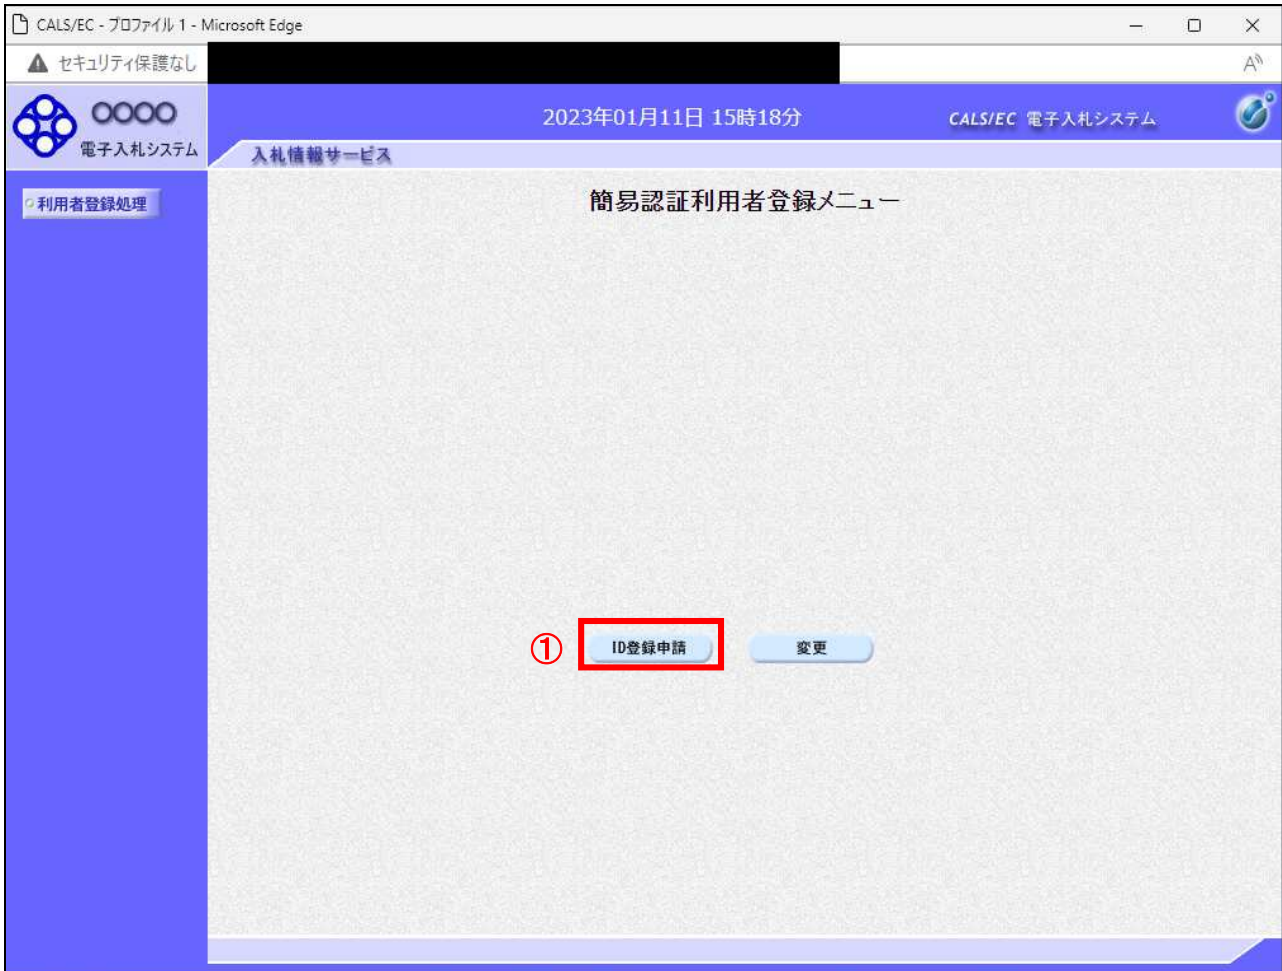 CALS/EC - プロファイル 1 - Microsoft Edge
セキュリティ保護なし
A
〇〇〇〇
電子入札システム
2023年01月11日 15時18分
CALS/EC 電子入札システム
入札情報サービス
利用者登録処理
簡易認証利用者登録メニュー
① ID登録申請 変更